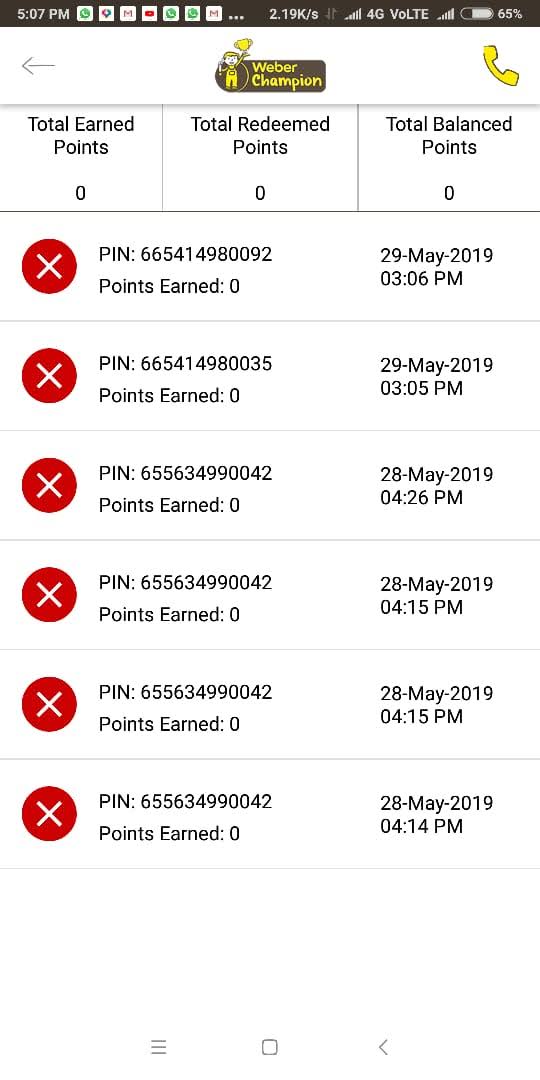 5:07 PM ... 2.19K/s 4G VoLTE 65%
Weber
Champion
Total Earned Points
Total Redeemed Points
Total Balanced Points
0
0
0
PIN: 665414980092
Points Earned: 0
29-May-2019
03:06 PM
PIN: 665414980035
Points Earned: 0
29-May-2019
03:05 PM
PIN: 655634990042
Points Earned: 0
28-May-2019
04:26 PM
PIN: 655634990042
Points Earned: 0
28-May-2019
04:15 PM
PIN: 655634990042
Points Earned: 0
28-May-2019
04:15 PM
PIN: 655634990042
Points Earned: 0
28-May-2019
04:14 PM